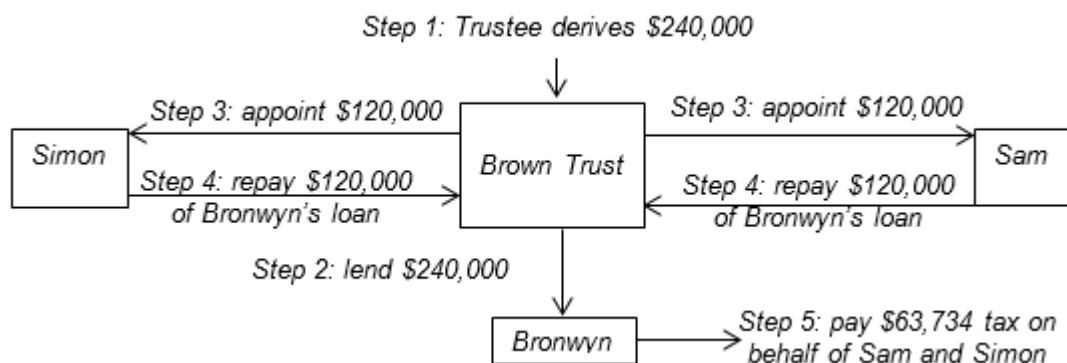 Step 1: Trustee derives $240,000
Step 3: appoint $120,000
Step 3: appoint $120,000
Simon
Brown Trust
Sam
Step 4: repay $120,000
of Bronwyn's loan
Step 4: repay $120,000
of Bronwyn's loan
Step 2: lend $240,000
Bronwyn
Step 5: pay $63,734 tax on
behalf of Sam and Simon